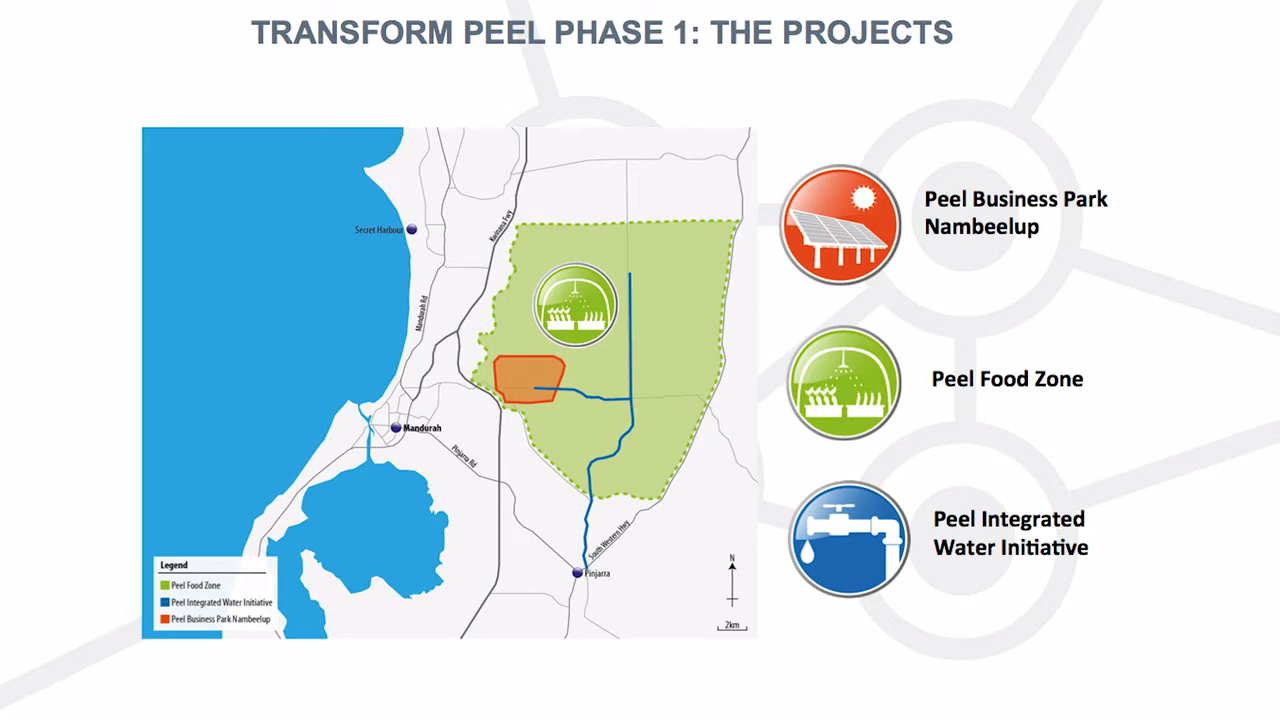 TRANSFORM PEEL PHASE 1: THE PROJECTS
Secret Harbour
Kwinana Fwy
Mandurah Rd
Mandurah
Pinjarra Rd
South Western Hwy
Pinjarra
N
2km
Legend
Peel Food Zone
Peel Integrated Water Initiative
Peel Business Park Nambeelup
Peel Business Park
Nambeelup
Peel Food Zone
Peel Integrated
Water Initiative